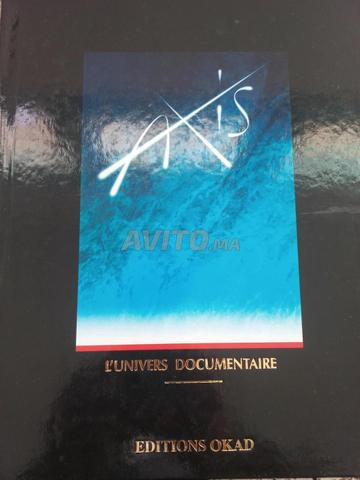 AXiS
AVITO.MA
L'UNIVERS DOCUMENTAIRE
EDITIONS OKAD